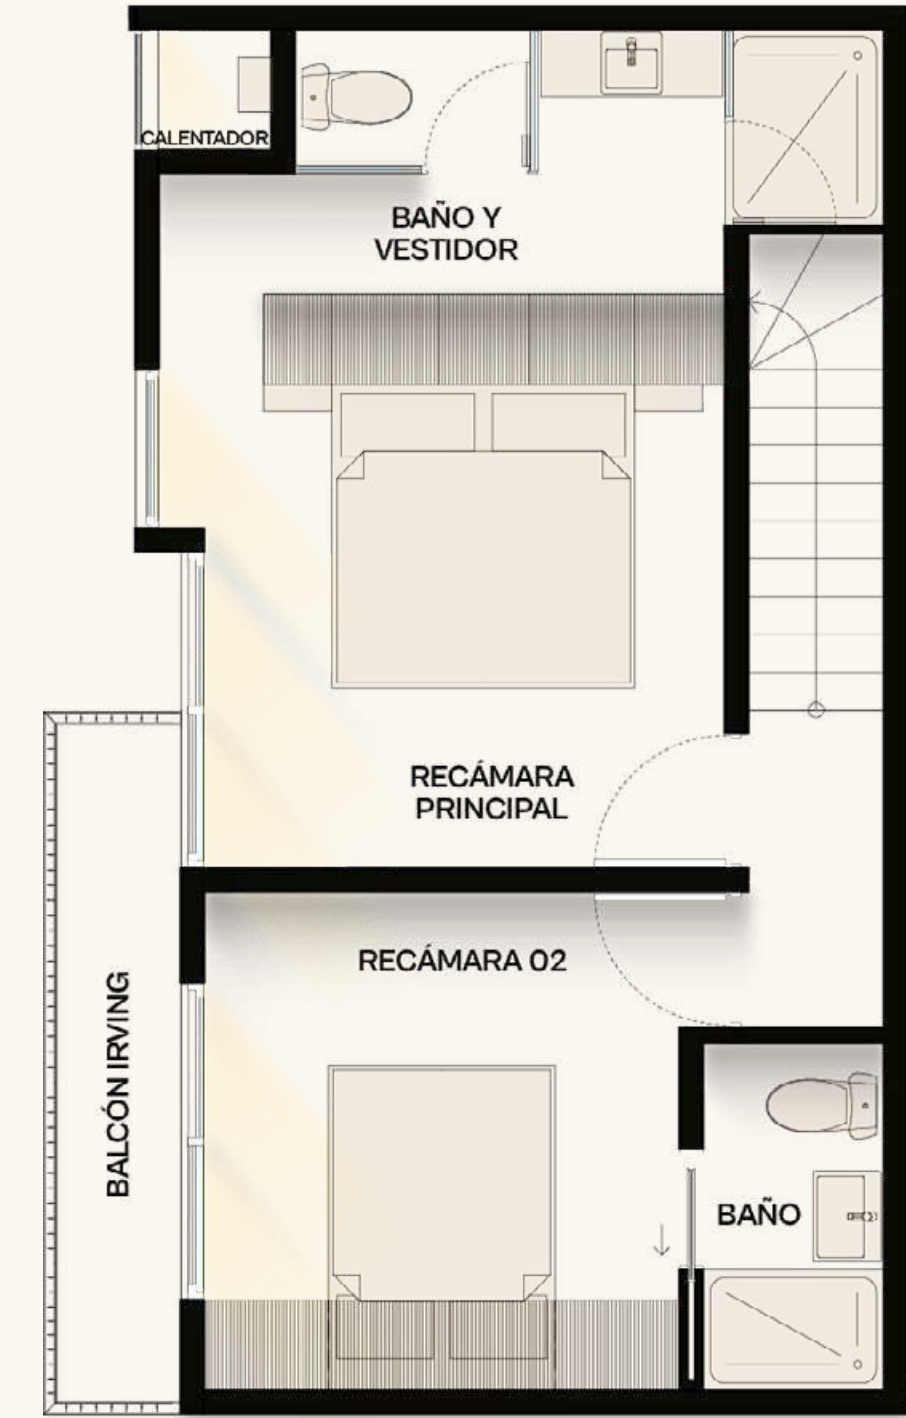 CALENTADOR
BAÑO Y
VESTIDOR
RECÁMARA
PRINCIPAL
RECÁMARA 02
BALCÓN IRVING
BAÑO